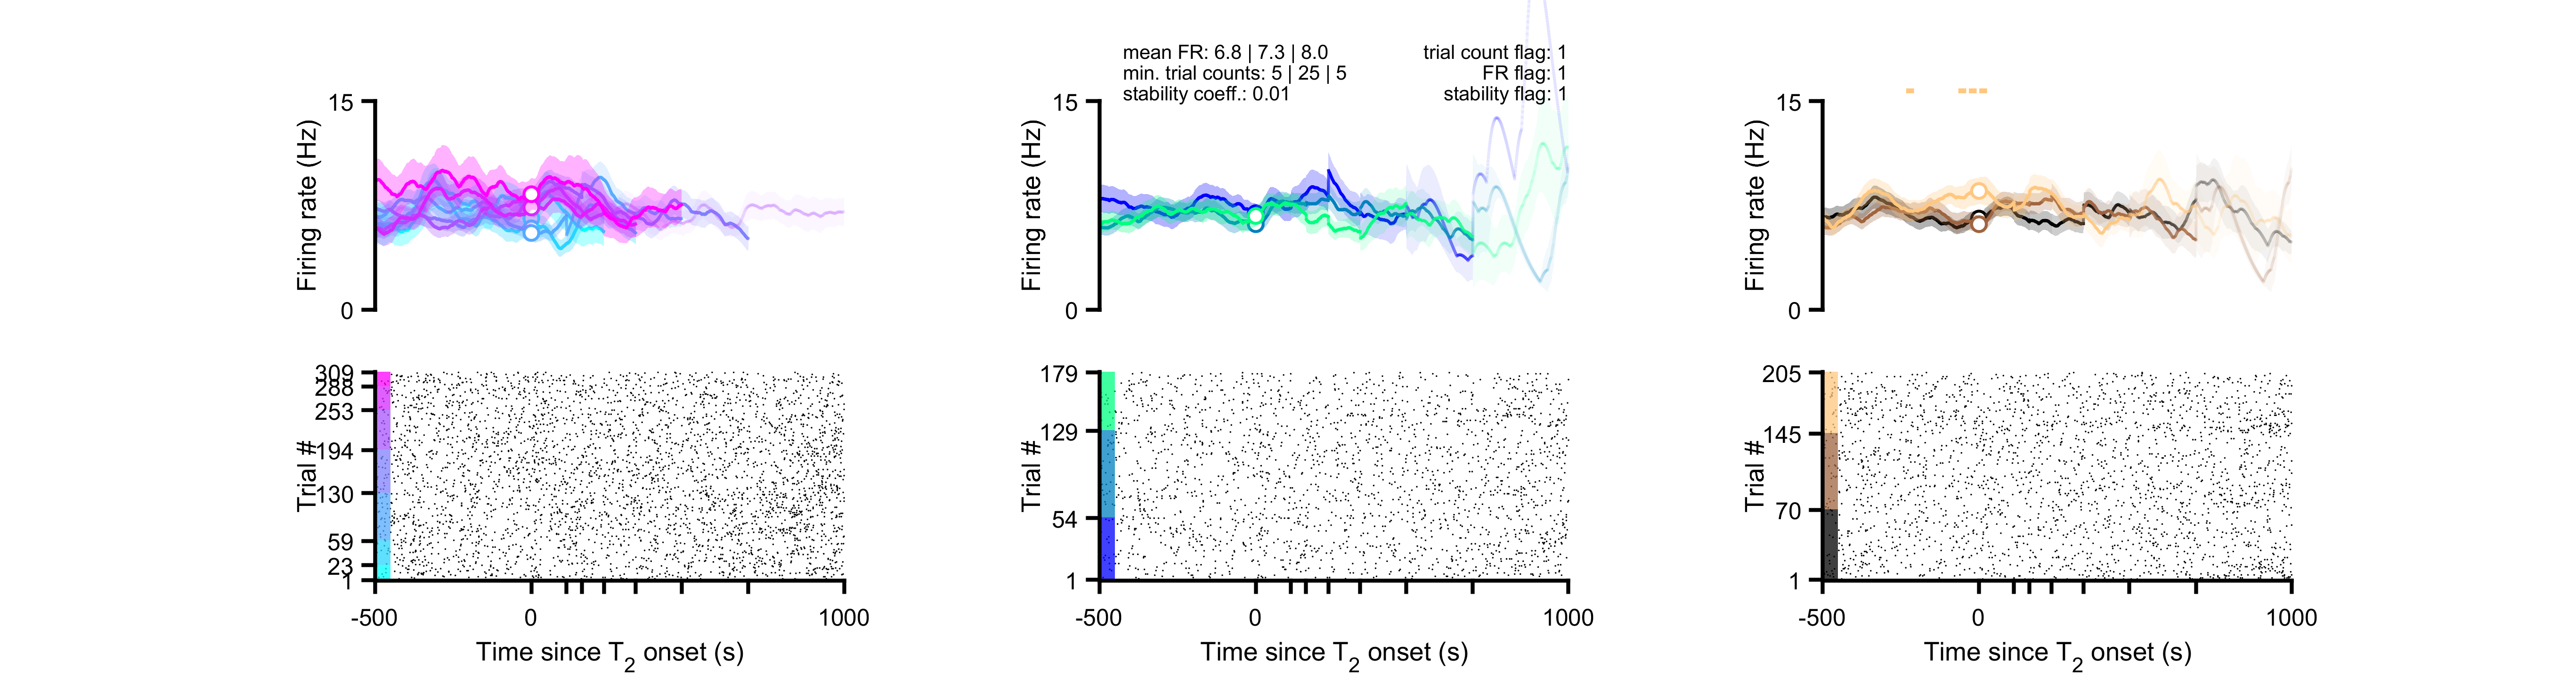 mean FR: 6.8 | 7.3 | 8.0
min. trial counts: 5 | 25 | 5
stability coeff.: 0.01
trial count flag: 1
FR flag: 1
stability flag: 1
15
0
Firing rate (Hz)
15
0
Firing rate (Hz)
15
0
Firing rate (Hz)
309
288
253
194
130
59
23
1
Trial #
-500
0
1000
Time since T2 onset (s)
179
129
54
1
Trial #
-500
0
1000
Time since T2 onset (s)
205
145
70
1
Trial #
-500
0
1000
Time since T2 onset (s)